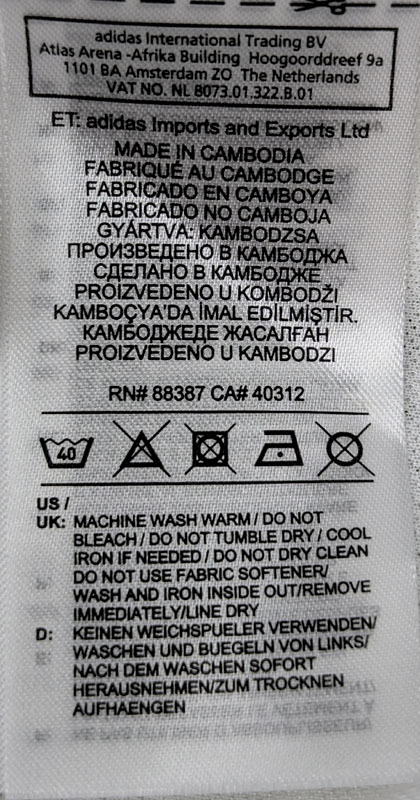 adidas International Trading BV
Atlas Arena -Afrika Building Hoogoorddreef 9a
1101 BA Amsterdam ZO The Netherlands
VAT NO. NL 8073.01.322.B.01
ET: adidas Imports and Exports Ltd
MADE IN CAMBODIA
FABRIQUÉ AU CAMBODGE
FABRICADO EN CAMBOYA
FABRICADO NO CAMBOJA
GYÁRTVA: KAMBODZSA
ПРОИЗВЕДЕНО В КАМБОДЖА
СДЕЛАНО В КАМБОДЖЕ
PROIZVEDENO U KOMBODŽI
KAMBOÇYA'DA İMAL EDİLMİŞTİR.
КАМБОДЖЕДЕ ЖАСАЛҒАН
PROIZVEDENO U KAMBODZI
RN# 88387 CA# 40312
40
US /
UK: MACHINE WASH WARM / DO NOT
BLEACH / DO NOT TUMBLE DRY / COOL
IRON IF NEEDED / DO NOT DRY CLEAN
DO NOT USE FABRIC SOFTENER/
WASH AND IRON INSIDE OUT/REMOVE
IMMEDIATELY/LINE DRY
D: KEINEN WEICHSPUELER VERWENDEN/
WASCHEN UND BUEGELN VON LINKS/
NACH DEM WASCHEN SOFORT
HERAUSNEHMEN/ZUM TROCKNEN
AUFHAENGEN